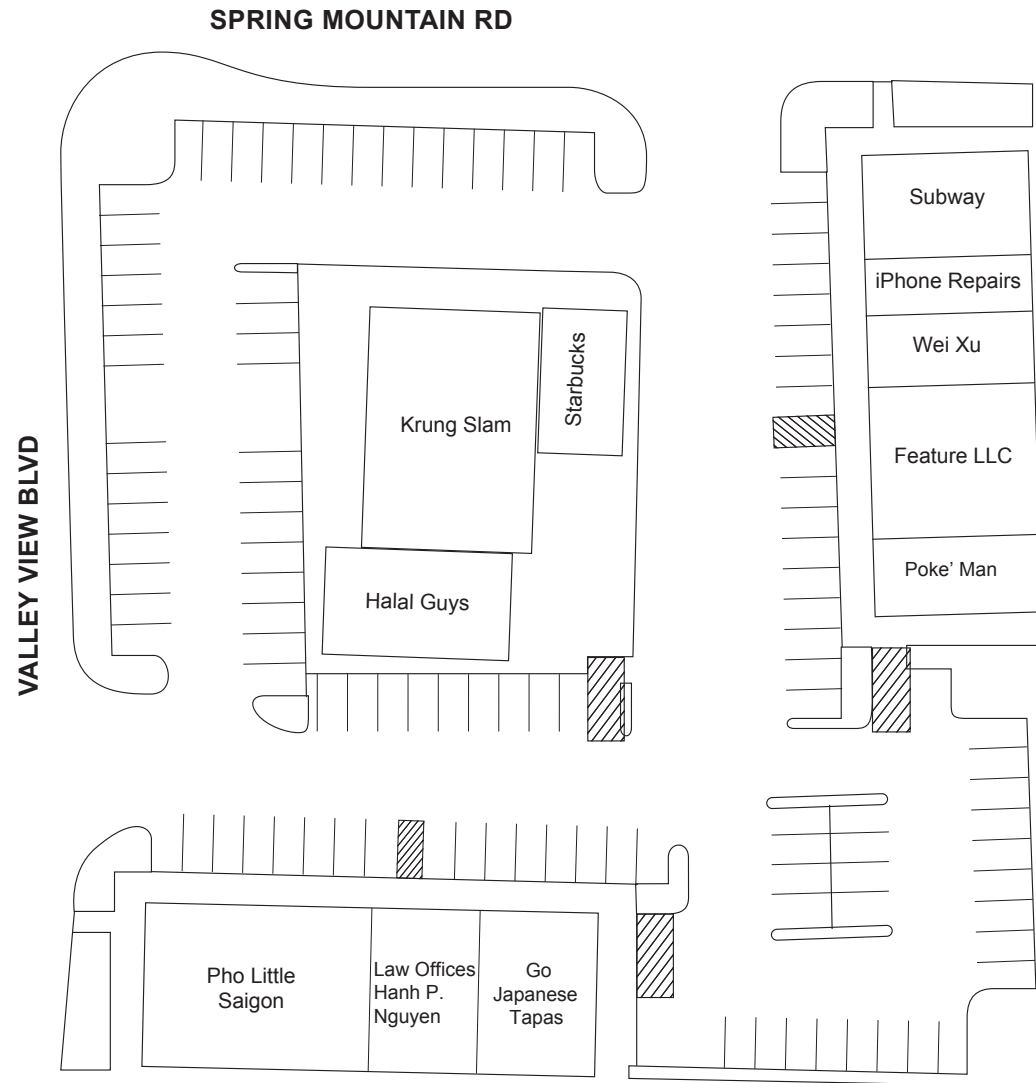 SPRING MOUNTAIN RD
VALLEY VIEW BLVD
Subway
iPhone Repairs
Wei Xu
Feature LLC
Poke’ Man
Starbucks
Krung Slam
Halal Guys
Pho Little
Saigon
Law Offices
Hanh P.
Nguyen
Go
Japanese
Tapas